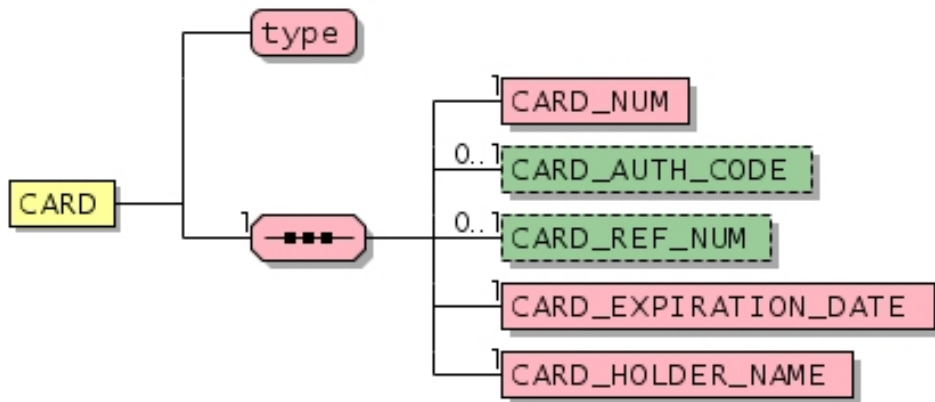 type
1
CARD_NUM
0..1
CARD_AUTH_CODE
CARD
1
0..1
CARD_REF_NUM
1
CARD_EXPIRATION_DATE
1
CARD_HOLDER_NAME